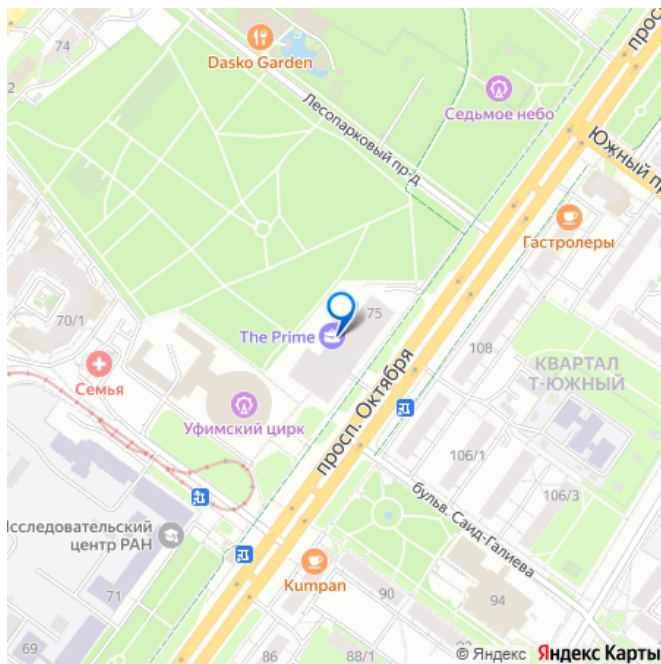 74
Dasko Garden
Лесопарковый пр-д
Седьмое небо
Южный пр
Гастролеры
70/1
75
The Prime
108
КВАРТАЛ
Т-ЮЖНЫЙ
Семья
просп. Октября
Уфимский цирк
106/1
106/3
бульв. Саид-Галиева
Исследовательский
центр РАН
Kumpan
71
90
94
69
86
88/1
© Яндекс Яндекс Карты